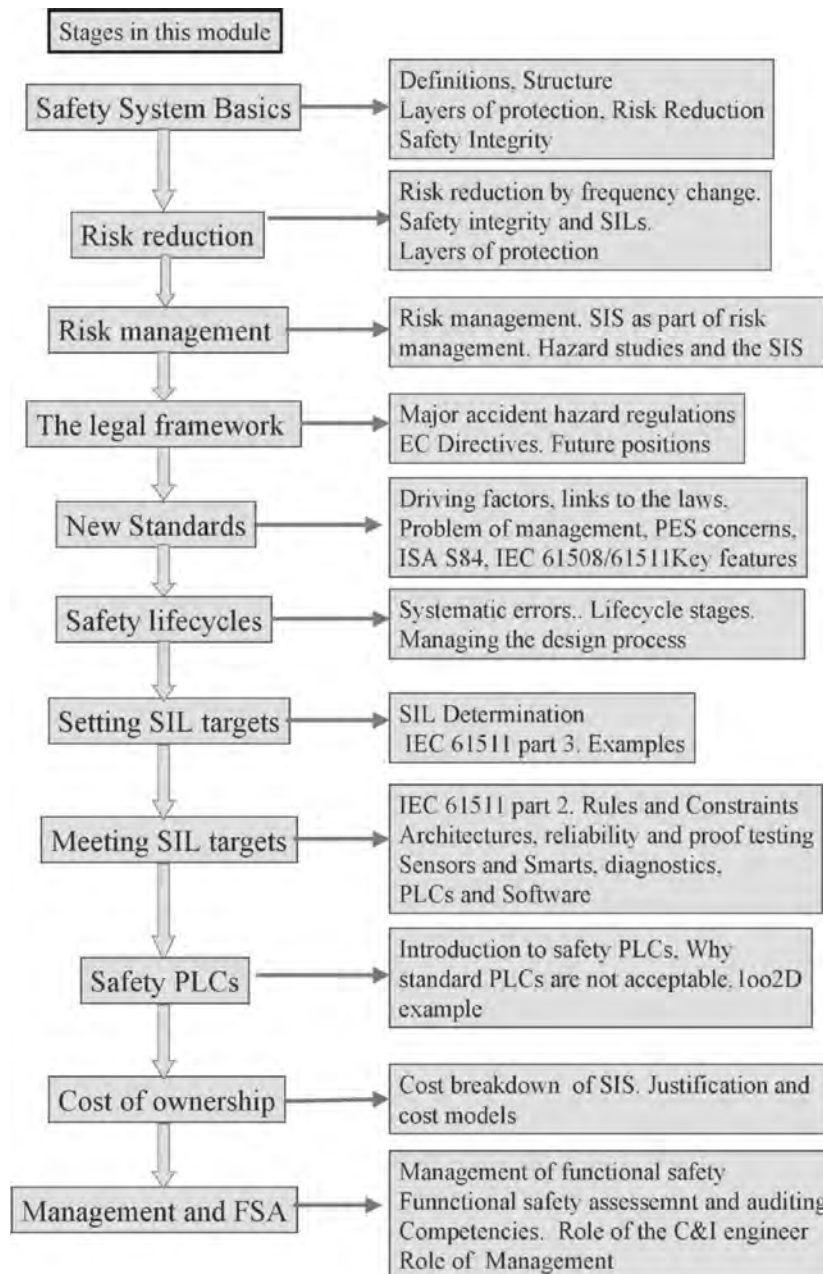 Stages in this module
Safety System Basics
Definitions, Structure
Layers of protection, Risk Reduction
Safety Integrity
Risk reduction
Risk reduction by frequency change.
Safety integrity and SILs.
Layers of protection
Risk management
Risk management. SIS as part of risk
management. Hazard studies and the SIS
The legal framework
Major accident hazard regulations
EC Directives. Future positions
New Standards
Driving factors, links to the laws,
Problem of management, PES concerns,
ISA S84, IEC 61508/61511Key features
Safety lifecycles
Systematic errors.. Lifecycle stages.
Managing the design process
Setting SIL targets
SIL Determination
IEC 61511 part 3. Examples
Meeting SIL targets
IEC 61511 part 2. Rules and Constraints
Architectures, reliability and proof testing
Sensors and Smarts, diagnostics,
PLCs and Software
Safety PLCs
Introduction to safety PLCs, Why
standard PLCs are not acceptable, 1oo2D
example
Cost of ownership
Cost breakdown of SIS. Justification and
cost models
Management and FSA
Management of functional safety
Funnctional safety assessemnt and auditing
Competencies. Role of the C&I engineer
Role of Management